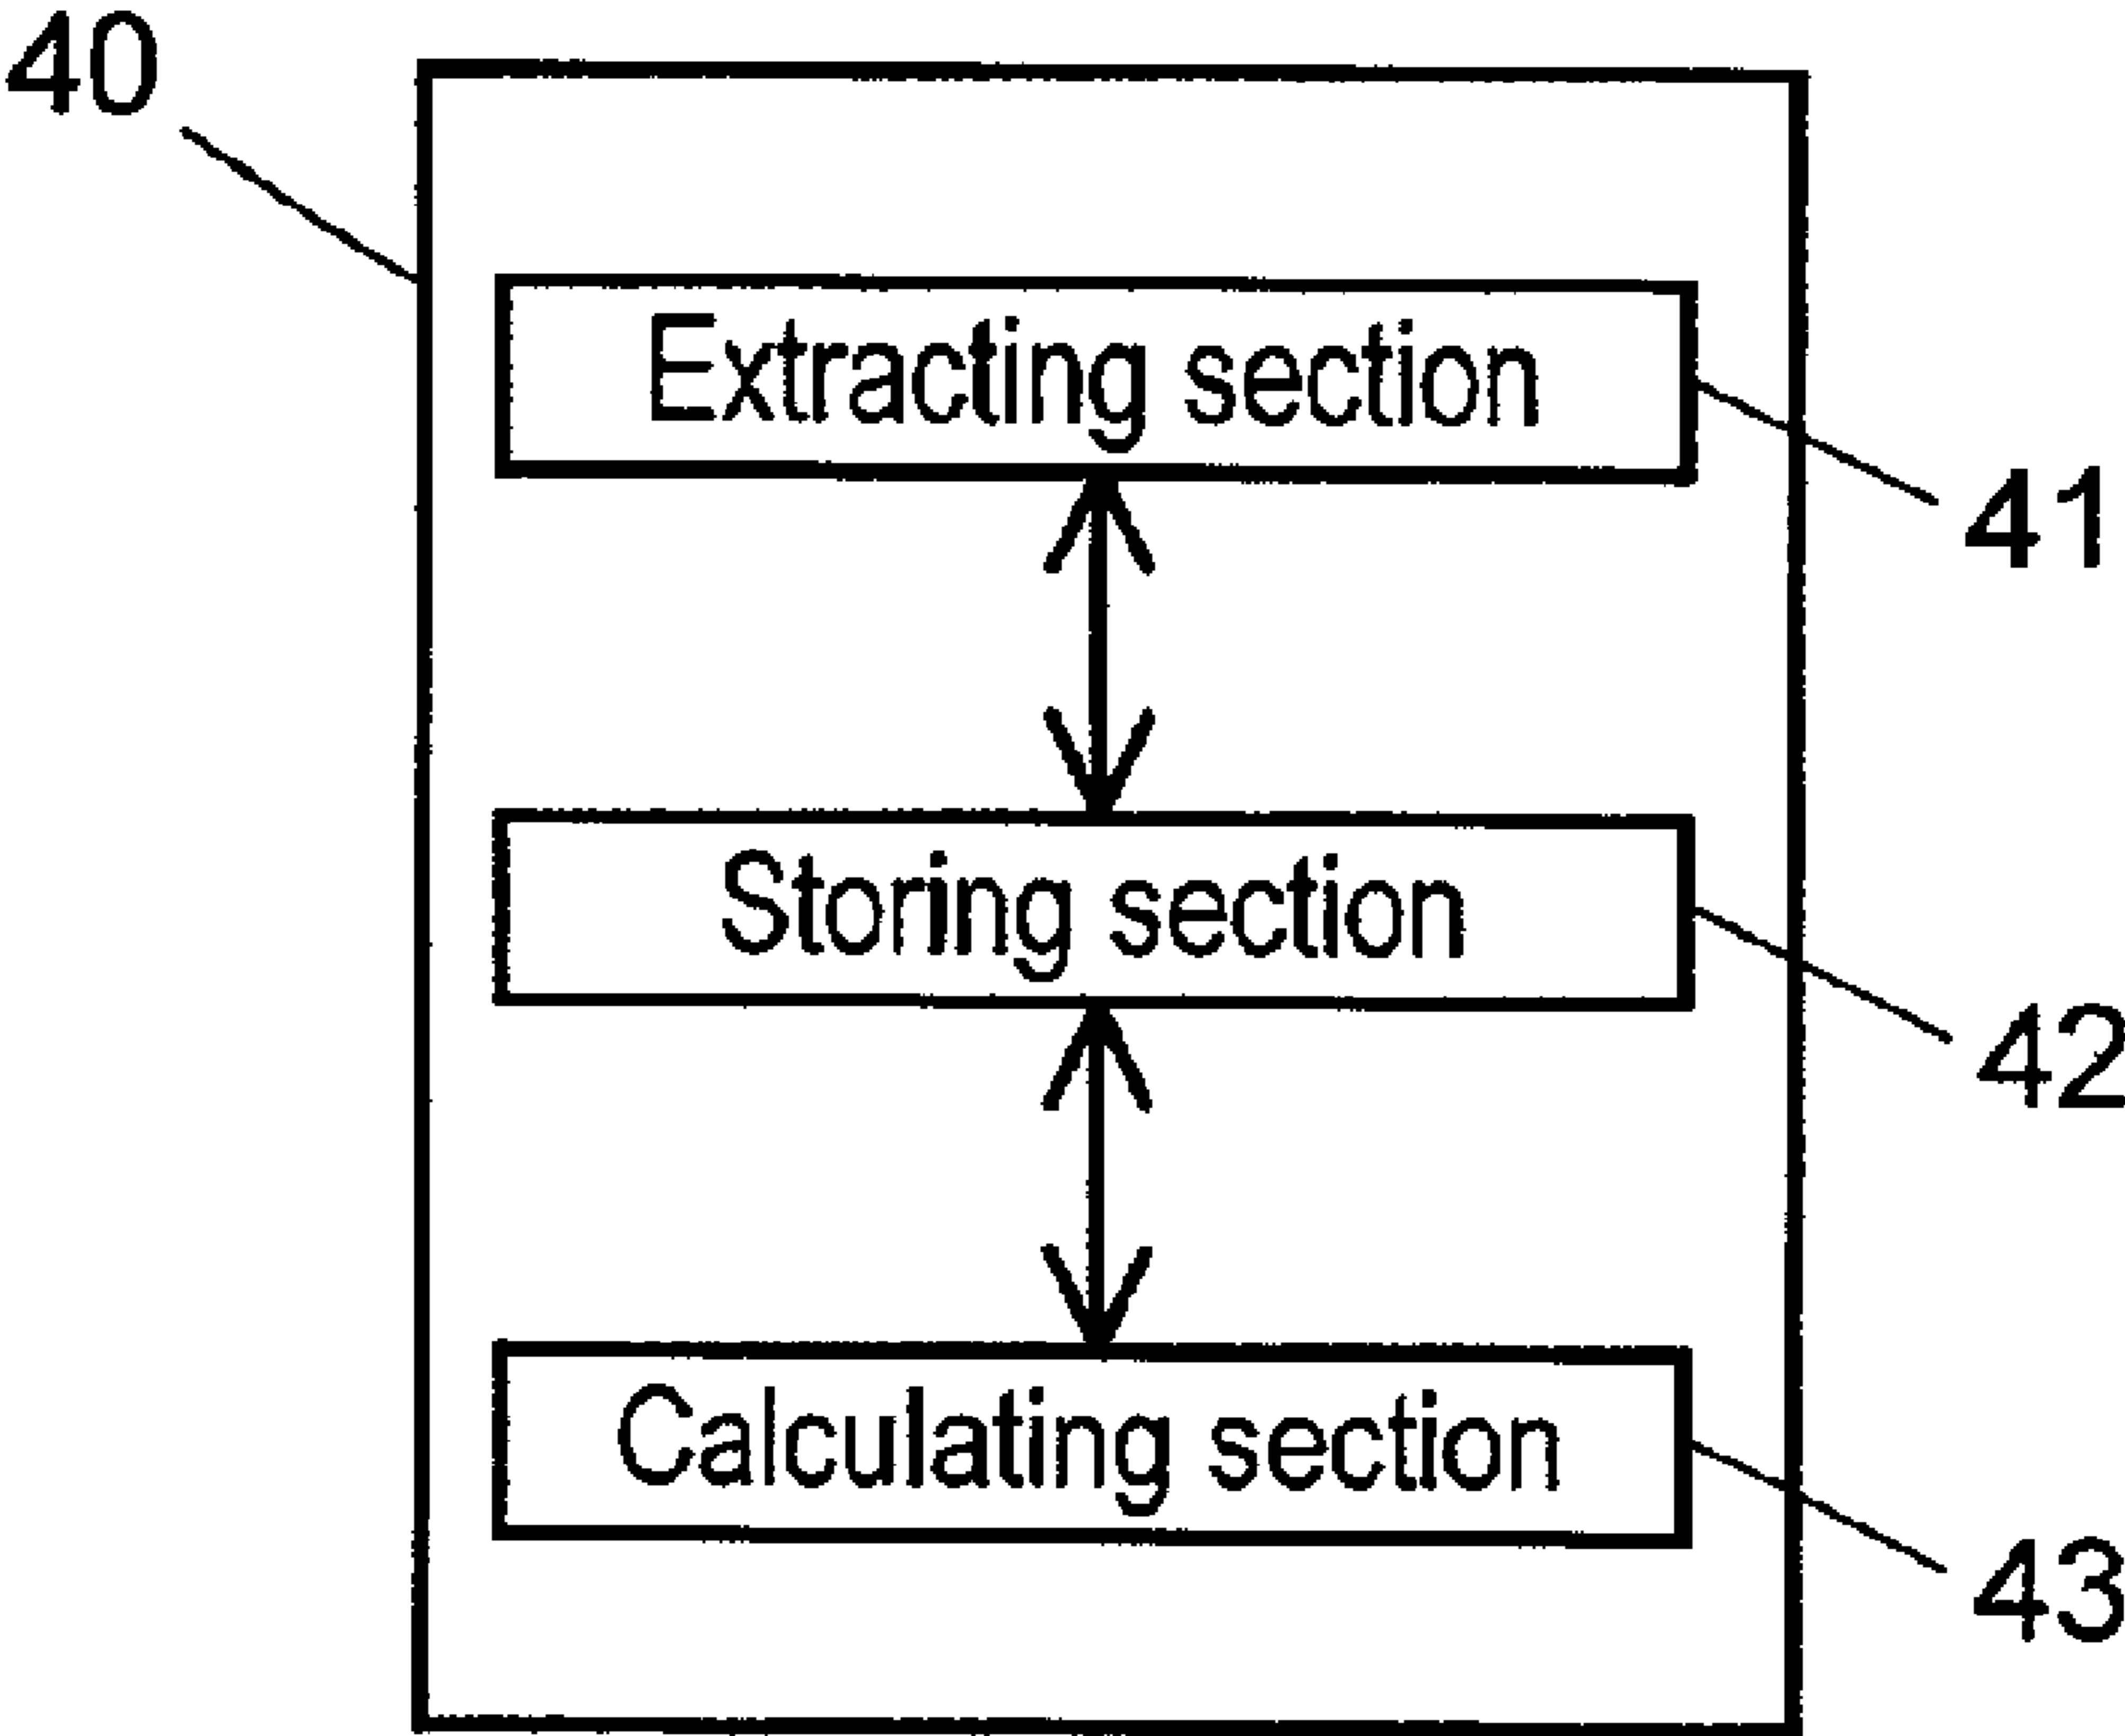 40
Extracting section
41
Storing section
42
Calculating section
43